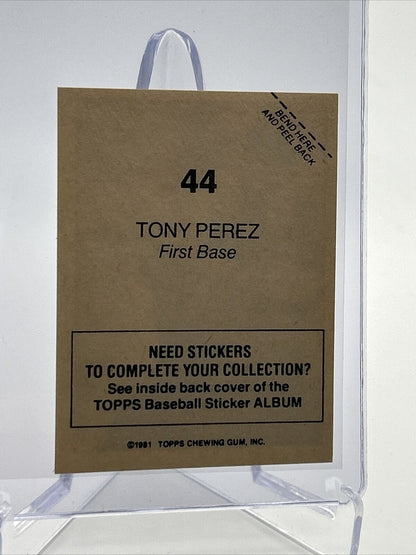 BEND HERE
AND PEEL BACK
44
TONY PEREZ
First Base
NEED STICKERS
TO COMPLETE YOUR COLLECTION?
See inside back cover of the
TOPPS Baseball Sticker ALBUM
©1981 TOPPS CHEWING GUM, INC.